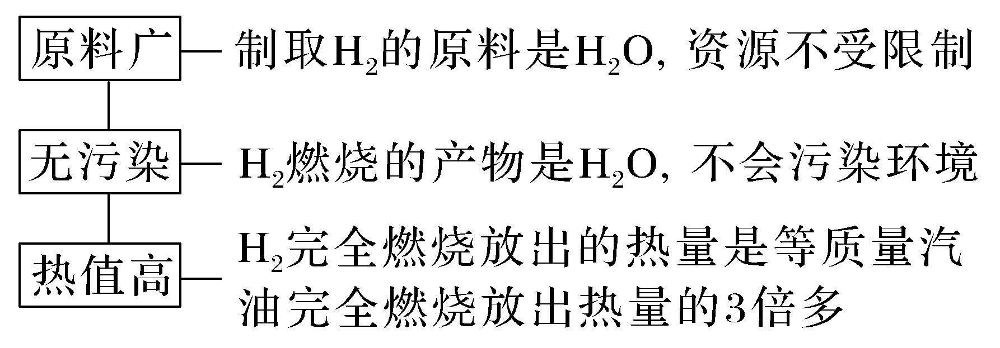 原料广 制取H₂的原料是H₂O, 资源不受限制
无污染 H₂燃烧的产物是H₂O, 不会污染环境
热值高 H₂完全燃烧放出的热量是等质量汽
油完全燃烧放出热量的3倍多